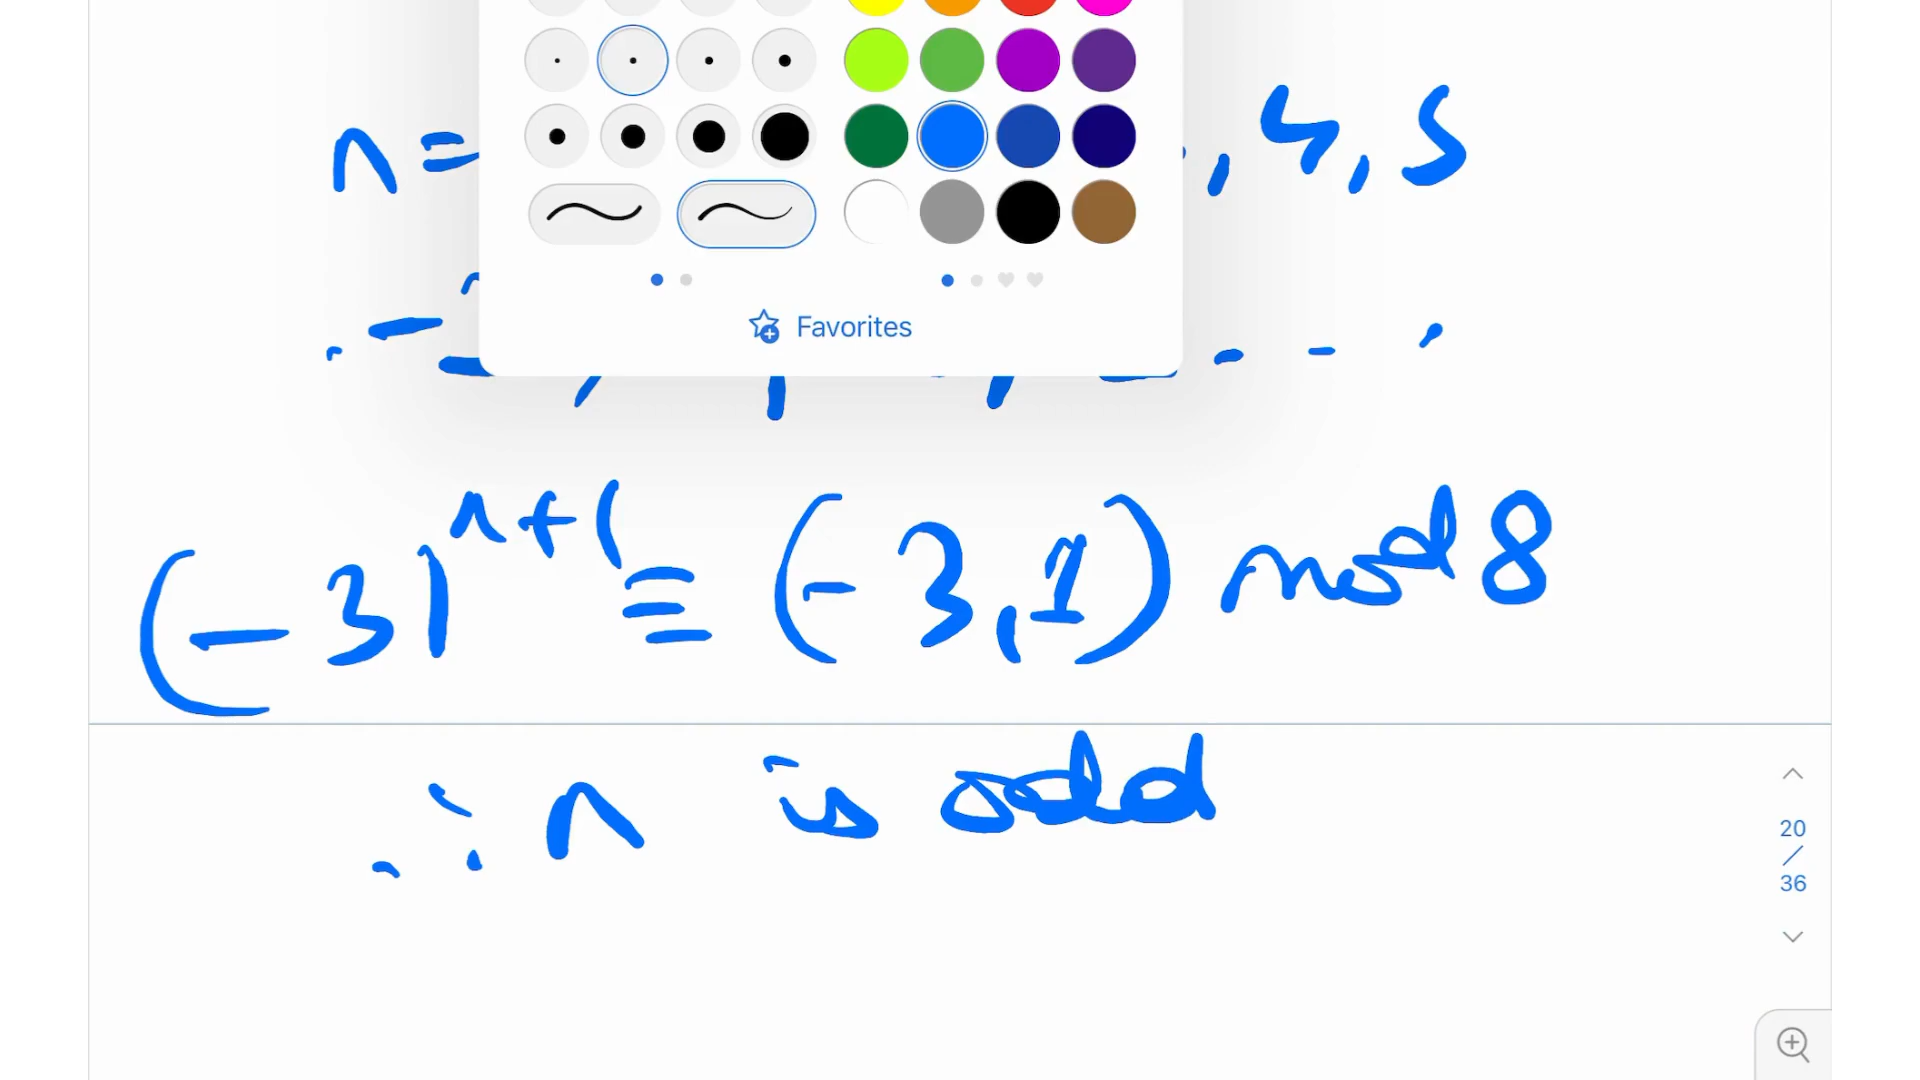 n= , 4, 5
Favorites
(-3)^{n+1} ≡ (-3, 1) mod 8
∴ n is odd
20
/
36